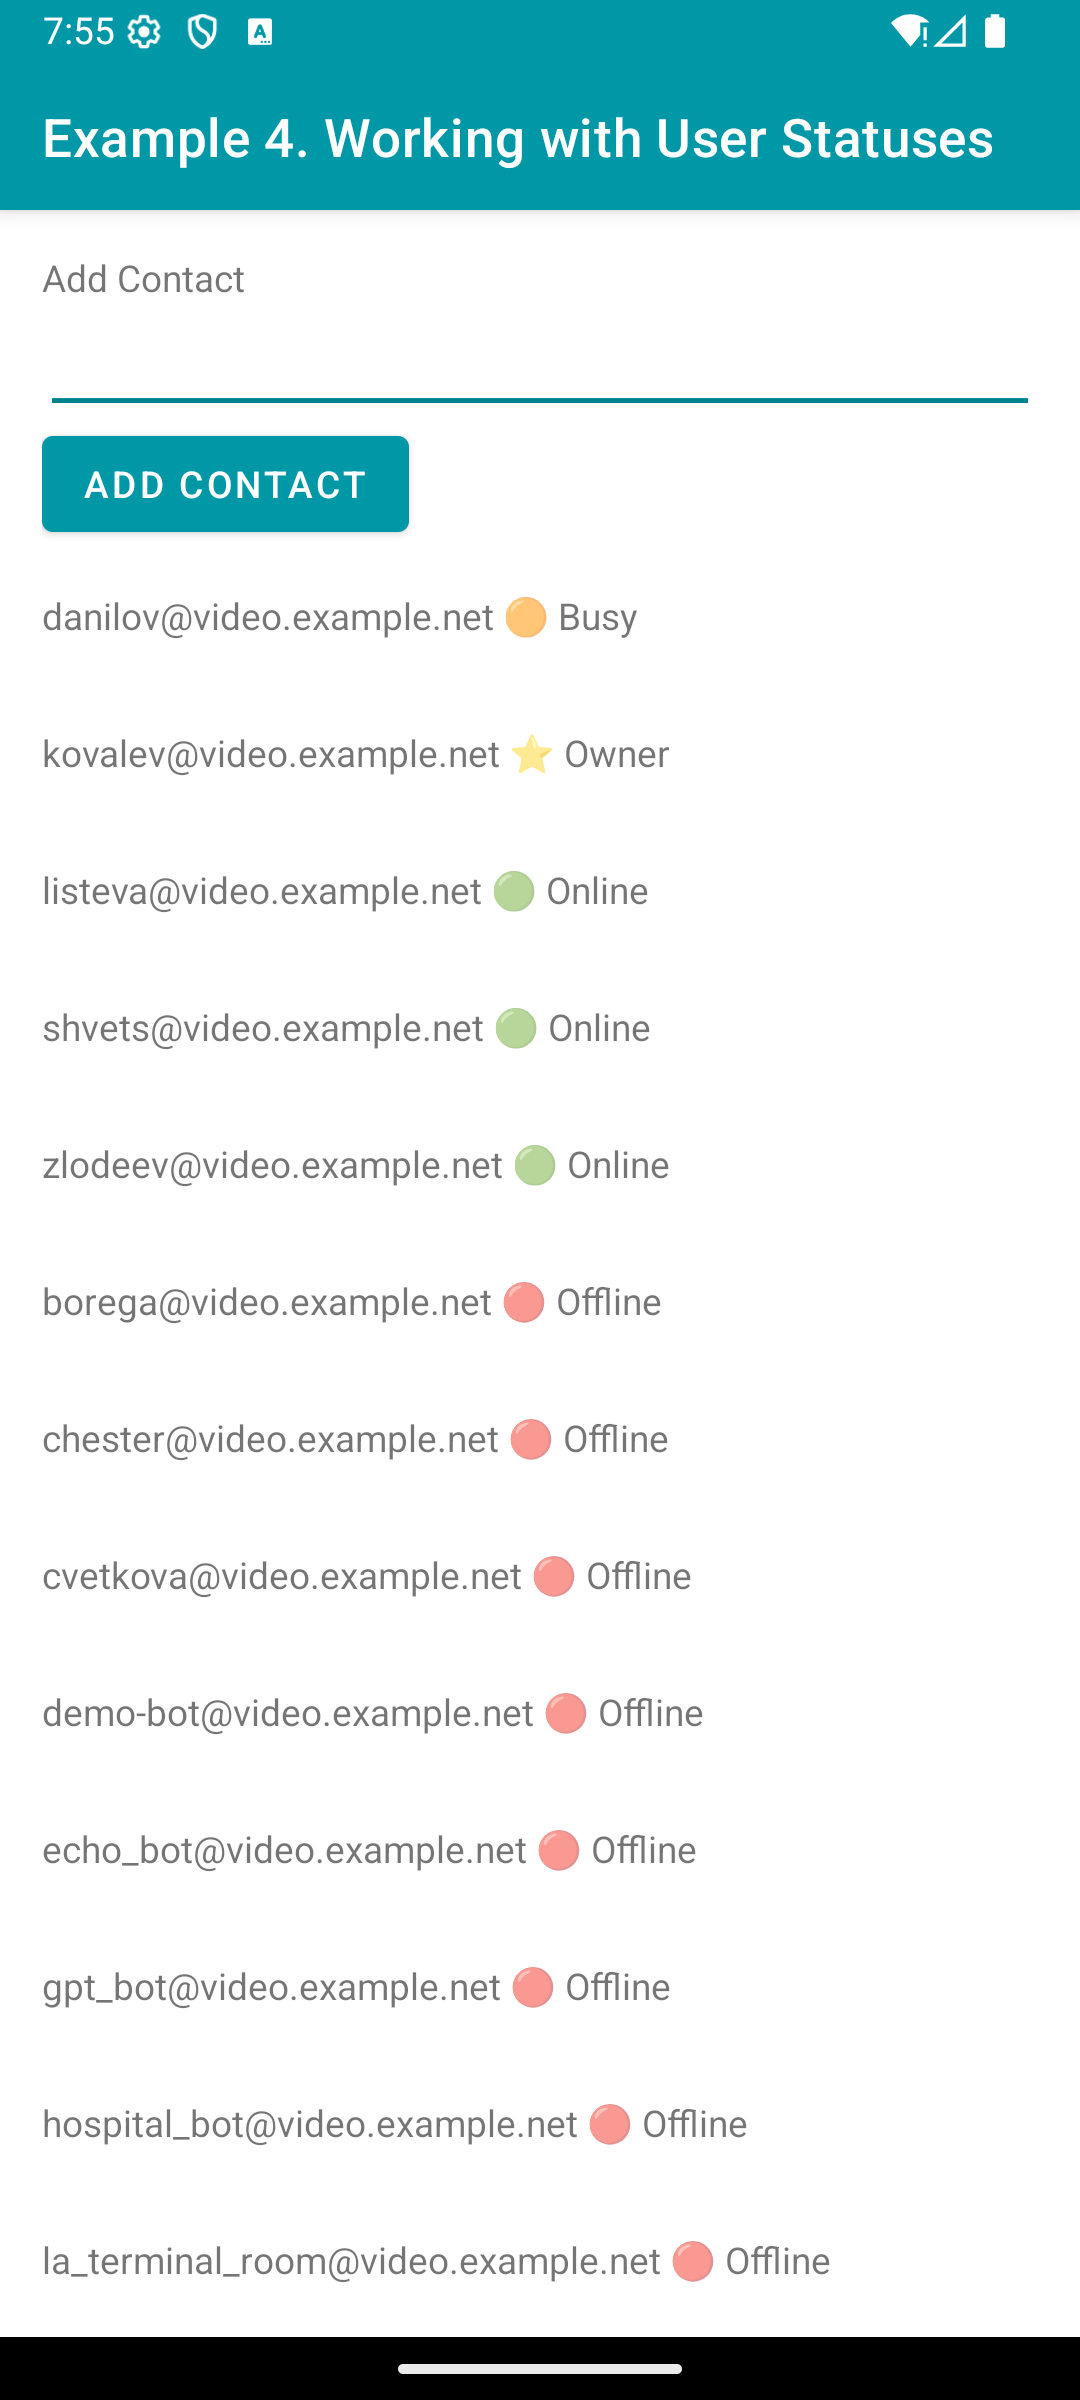 7:55
Example 4. Working with User Statuses
Add Contact
ADD CONTACT
danilov@video.example.net 🟠 Busy
kovalev@video.example.net ⭐ Owner
listeva@video.example.net 🟢 Online
shvets@video.example.net 🟢 Online
zlodeev@video.example.net 🟢 Online
borega@video.example.net 🔴 Offline
chester@video.example.net 🔴 Offline
cvetkova@video.example.net 🔴 Offline
demo-bot@video.example.net 🔴 Offline
echo_bot@video.example.net 🔴 Offline
gpt_bot@video.example.net 🔴 Offline
hospital_bot@video.example.net 🔴 Offline
la_terminal_room@video.example.net 🔴 Offline